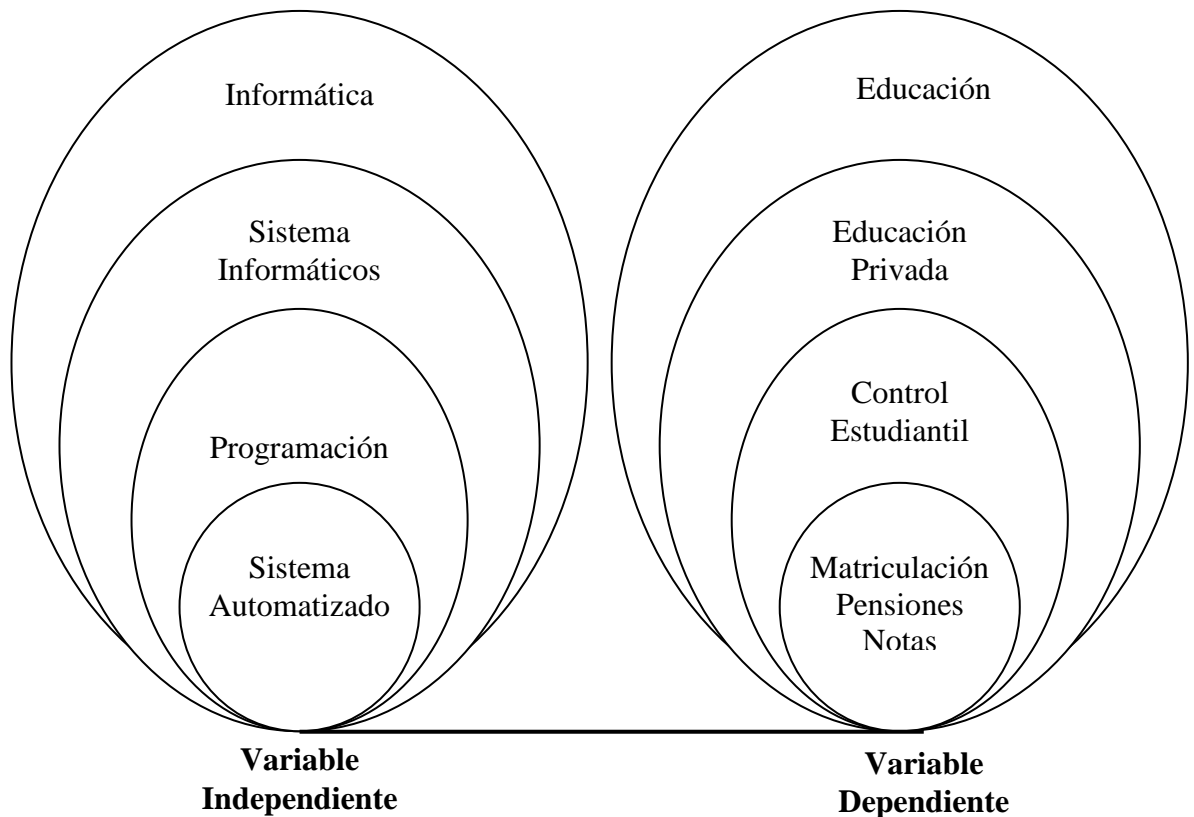 Informática
Sistema
Informáticos
Programación
Sistema
Automatizado
Variable
Independiente
Educación
Educación
Privada
Control
Estudiantil
Matriculación
Pensiones
Notas
Variable
Dependiente